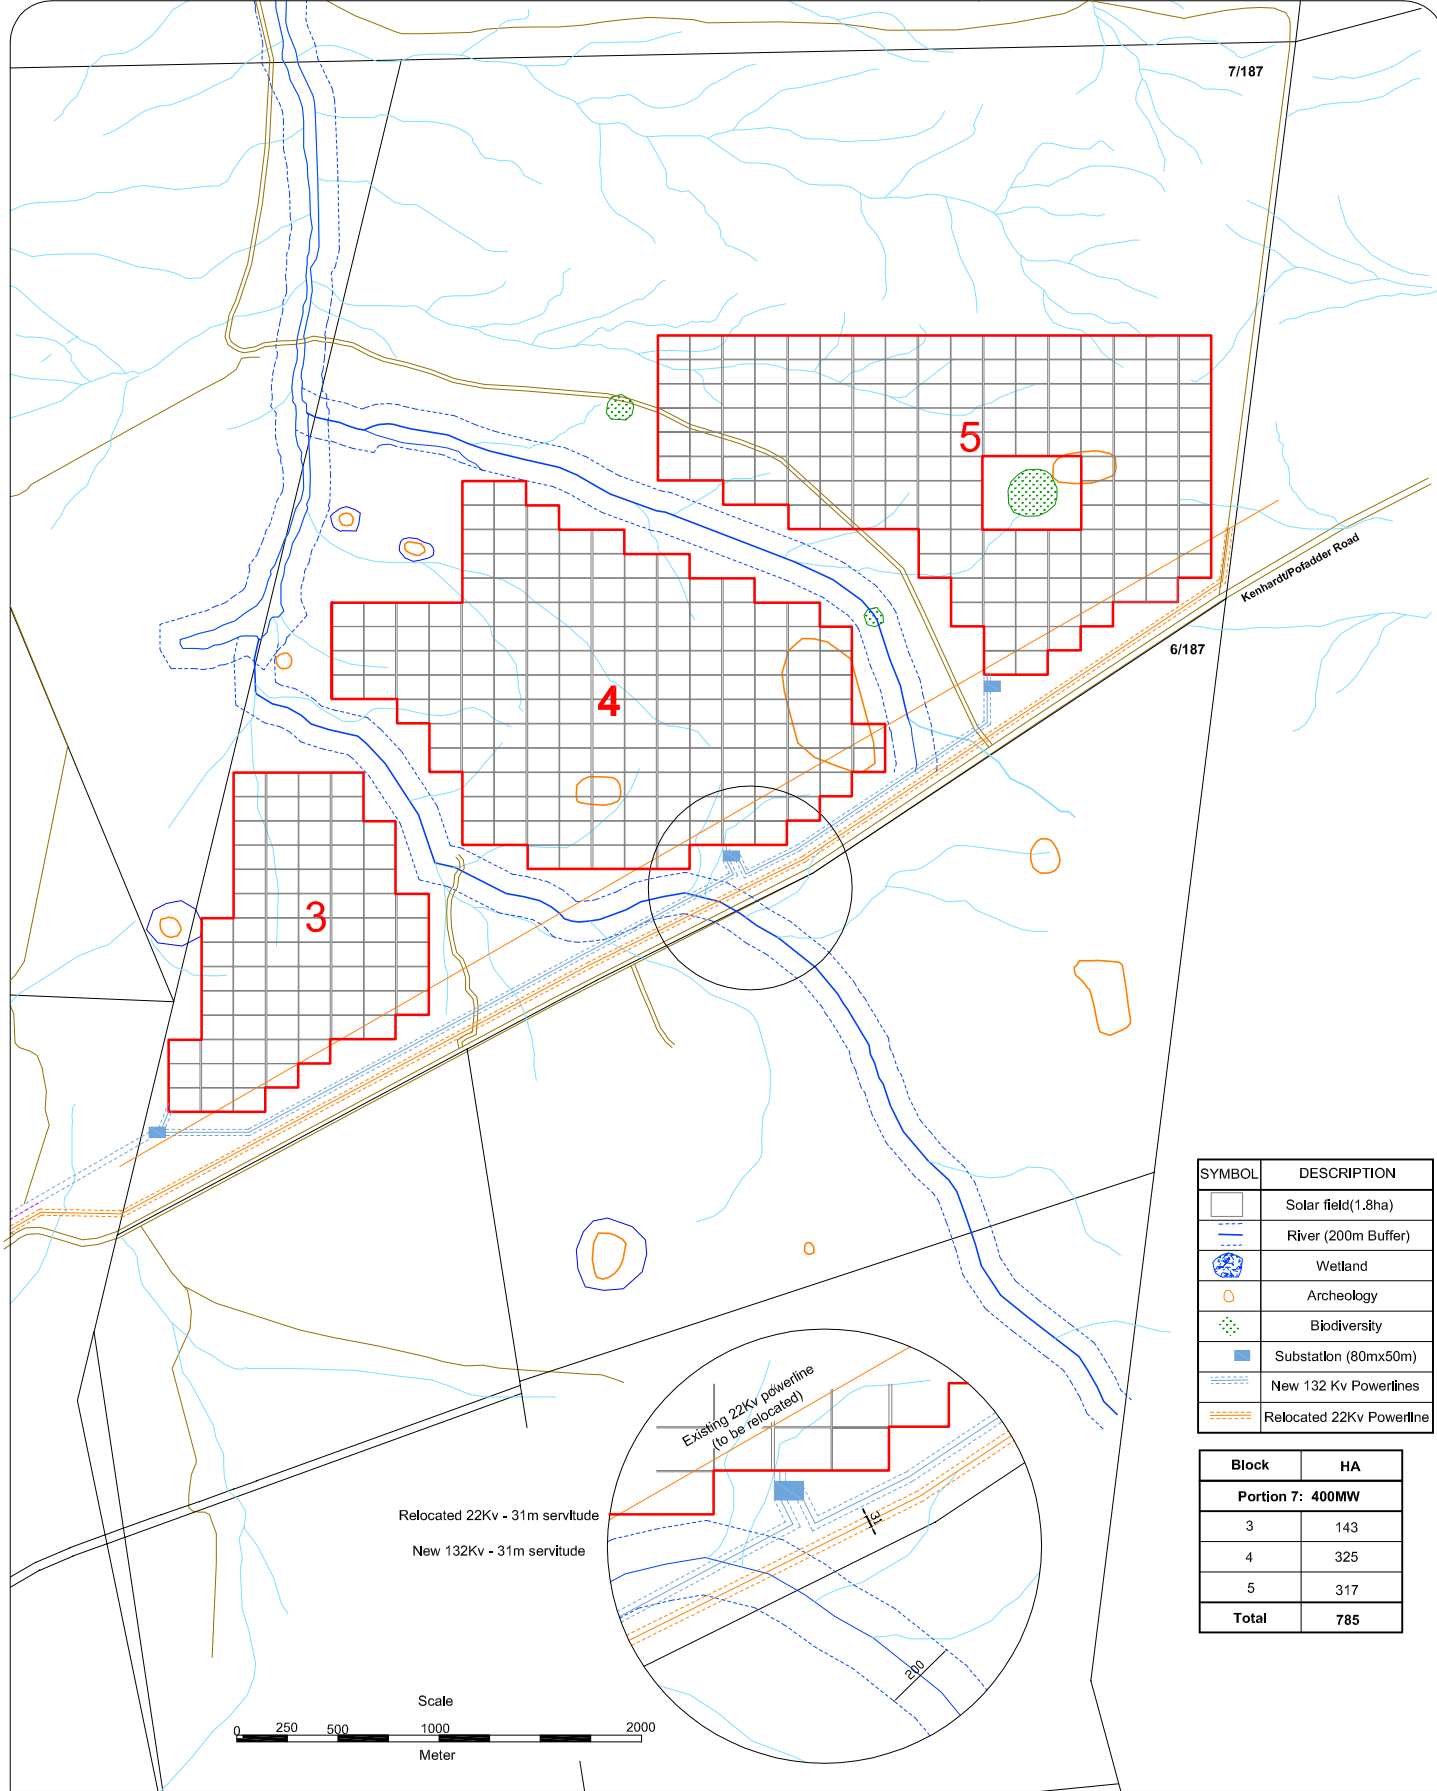 7/187
5
Kenhardt/Pofadder Road
6/187
4
3
SYMBOL DESCRIPTION
Solar field(1.8ha)
River (200m Buffer)
Wetland
Archeology
Biodiversity
Substation (80mx50m)
New 132 Kv Powerlines
Relocated 22Kv Powerline
Block HA
Portion 7: 400MW
3 143
4 325
5 317
Total 785
Existing 22Kv powerline
(to be relocated)
Relocated 22Kv - 31m servitude
New 132Kv - 31m servitude
31
200
Scale
0 250 500 1000 2000
Meter